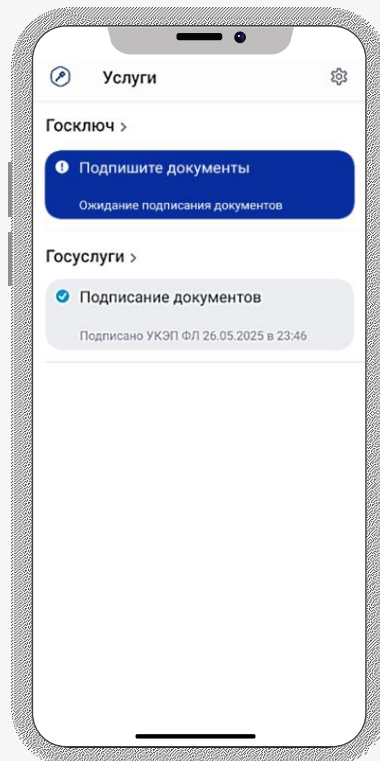 Услуги
Госключ >
Подпишите документы
Ожидание подписания документов
Госуслуги >
Подписание документов
Подписано УКЭП ФЛ 26.05.2025 в 23:46